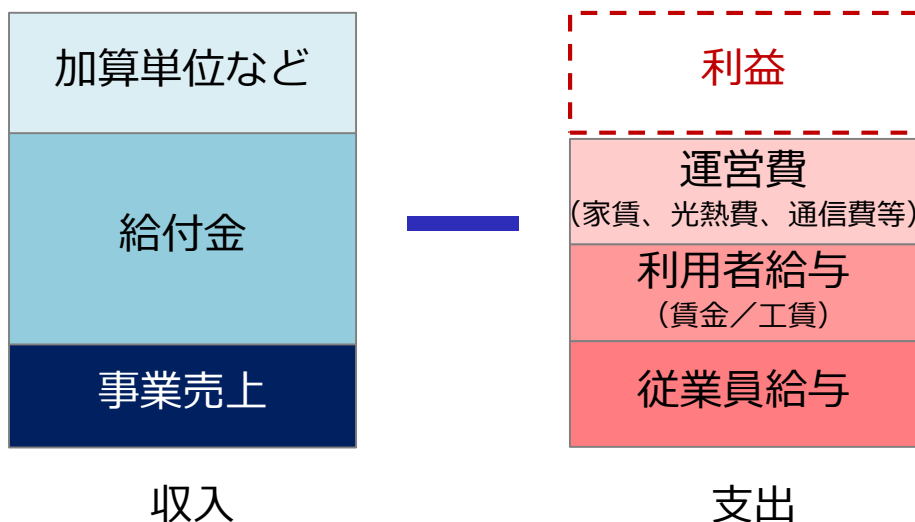 加算単位など
給付金
事業売上
収入
利益
運営費
（家賃、光熱費、通信費等）
利用者給与
（賃金／工賃）
従業員給与
支出